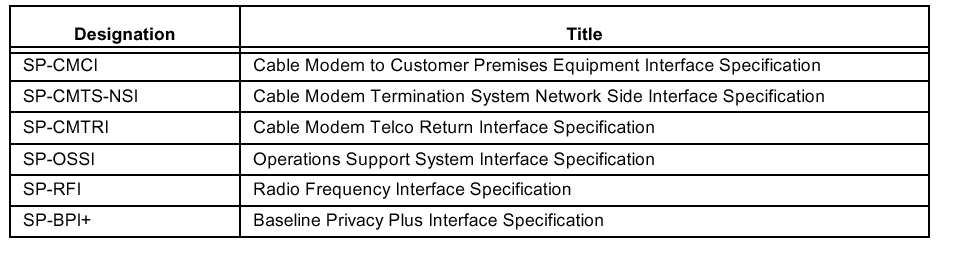 Designation Title
SP-CMCI Cable Modem to Customer Premises Equipment Interface Specification
SP-CMTS-NSI Cable Modem Termination System Network Side Interface Specification
SP-CMTRI Cable Modem Telco Return Interface Specification
SP-OSSI Operations Support System Interface Specification
SP-RFI Radio Frequency Interface Specification
SP-BPI+ Baseline Privacy Plus Interface Specification